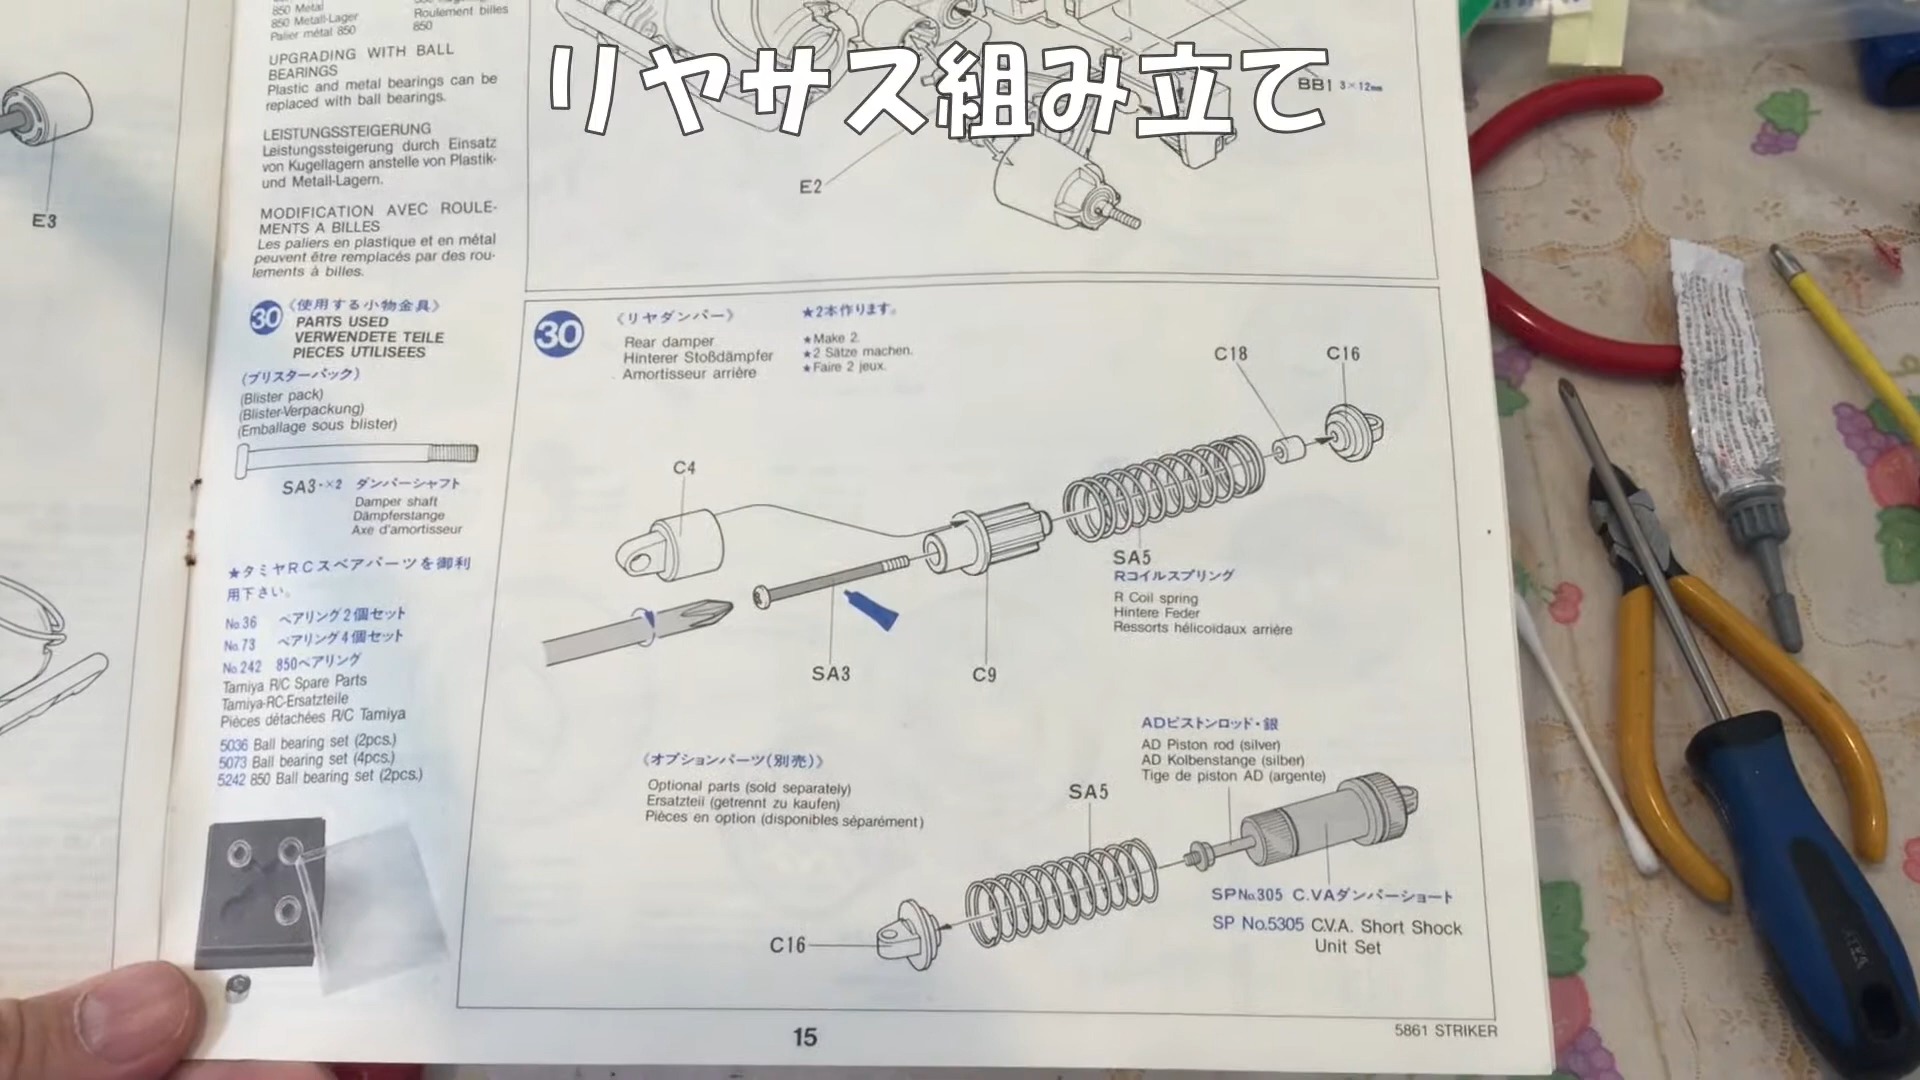 リヤサス組み立て
850 Metal
850 Metall-Lager
Palier métal 850
Roulement billes
850
UPGRADING WITH BALL
BEARINGS
Plastic and metal bearings can be
replaced with ball bearings.
LEISTUNGSSTEIGERUNG
Leistungssteigerung durch Einsatz
von Kugellagern anstelle von Plastik-
und Metall-Lagern.
MODIFICATION AVEC ROULE-
MENTS A BILLES
Les paliers en plastique et en métal
peuvent être remplacés par des rou-
lements à billes.
E3
BB1 3×12mm
E2
30 《使用する小物金具》
PARTS USED
VERWENDETE TEILE
PIECES UTILISEES
(ブリスターパック)
(Blister pack)
(Blister-Verpackung)
(Emballage sous blister)
SA3・×2 ダンパーシャフト
Damper shaft
Dämpferstange
Axe d'amortisseur
★タミヤRCスペアパーツを御利
用下さい。
No.36 ベアリング2個セット
No.73 ベアリング4個セット
No.242 850ベアリング
Tamiya R/C Spare Parts
Tamiya-RC-Ersatzteile
Pièces détachées R/C Tamiya
5036 Ball bearing set (2pcs.)
5073 Ball bearing set (4pcs.)
5242 850 Ball bearing set (2pcs.)
30
《リヤダンパー》
Rear damper
Hinterer Stoßdämpfer
Amortisseur arrière
★2本作ります。
★Make 2.
★2 Sätze machen.
★Faire 2 jeux.
C18
C16
C4
SA5
Rコイルスプリング
R Coil spring
Hintere Feder
Ressorts hélicoïdaux arrière
SA3
C9
《オプションパーツ(別売)》
Optional parts (sold separately)
Ersatzteil (getrennt zu kaufen)
Pièces en option (disponibles séparément)
ADピストンロッド・銀
AD Piston rod (silver)
AD Kolbenstange (silber)
Tige de piston AD (argente)
SA5
SPNo.305 C.VAダンパーショート
SP No.5305 C.V.A. Short Shock
Unit Set
C16
15
5861 STRIKER